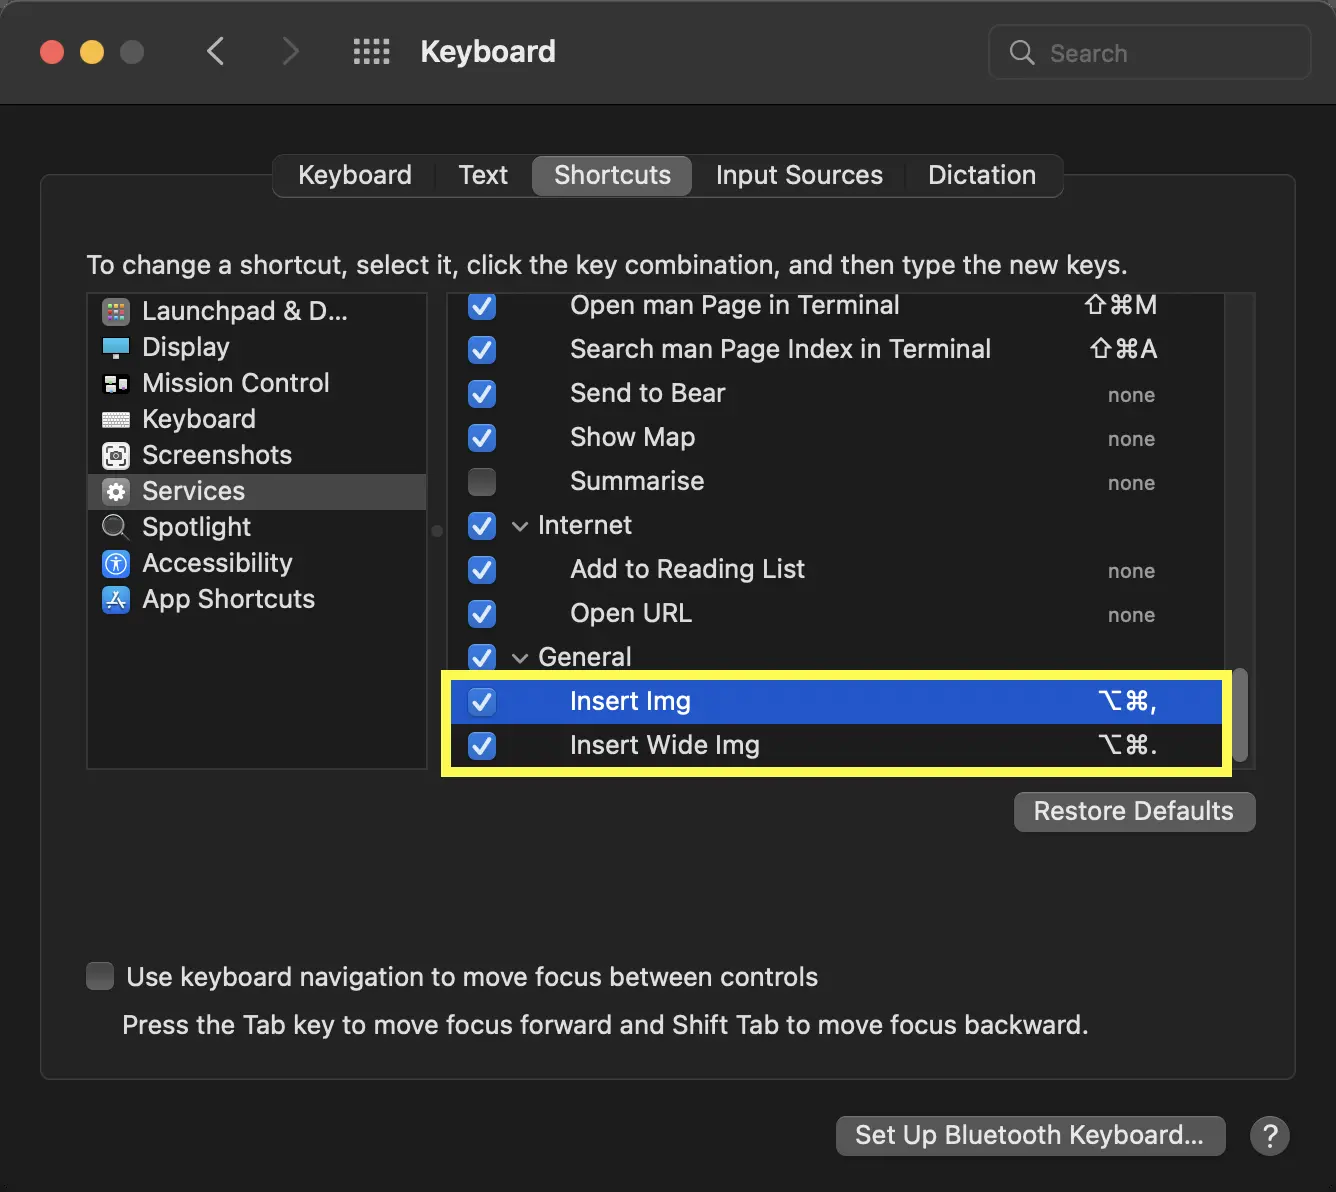 Keyboard
Search
Keyboard Text Shortcuts Input Sources Dictation
To change a shortcut, select it, click the key combination, and then type the new keys.
Launchpad & D...
Display
Mission Control
Keyboard
Screenshots
Services
Spotlight
Accessibility
App Shortcuts
Open man Page in Terminal ⇧⌘M
Search man Page Index in Terminal ⇧⌘A
Send to Bear none
Show Map none
Summarise none
Internet
Add to Reading List none
Open URL none
General
Insert Img ⌥⌘,
Insert Wide Img ⌥⌘.
Restore Defaults
Use keyboard navigation to move focus between controls
Press the Tab key to move focus forward and Shift Tab to move focus backward.
Set Up Bluetooth Keyboard...
?